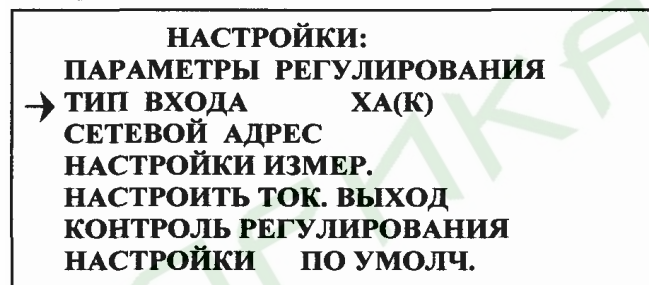 НАСТРОЙКИ:
ПАРАМЕТРЫ РЕГУЛИРОВАНИЯ
→ ТИП ВХОДА ХА(К)
СЕТЕВОЙ АДРЕС
НАСТРОЙКИ ИЗМЕР.
НАСТРОИТЬ ТОК. ВЫХОД
КОНТРОЛЬ РЕГУЛИРОВАНИЯ
НАСТРОЙКИ ПО УМОЛЧ.